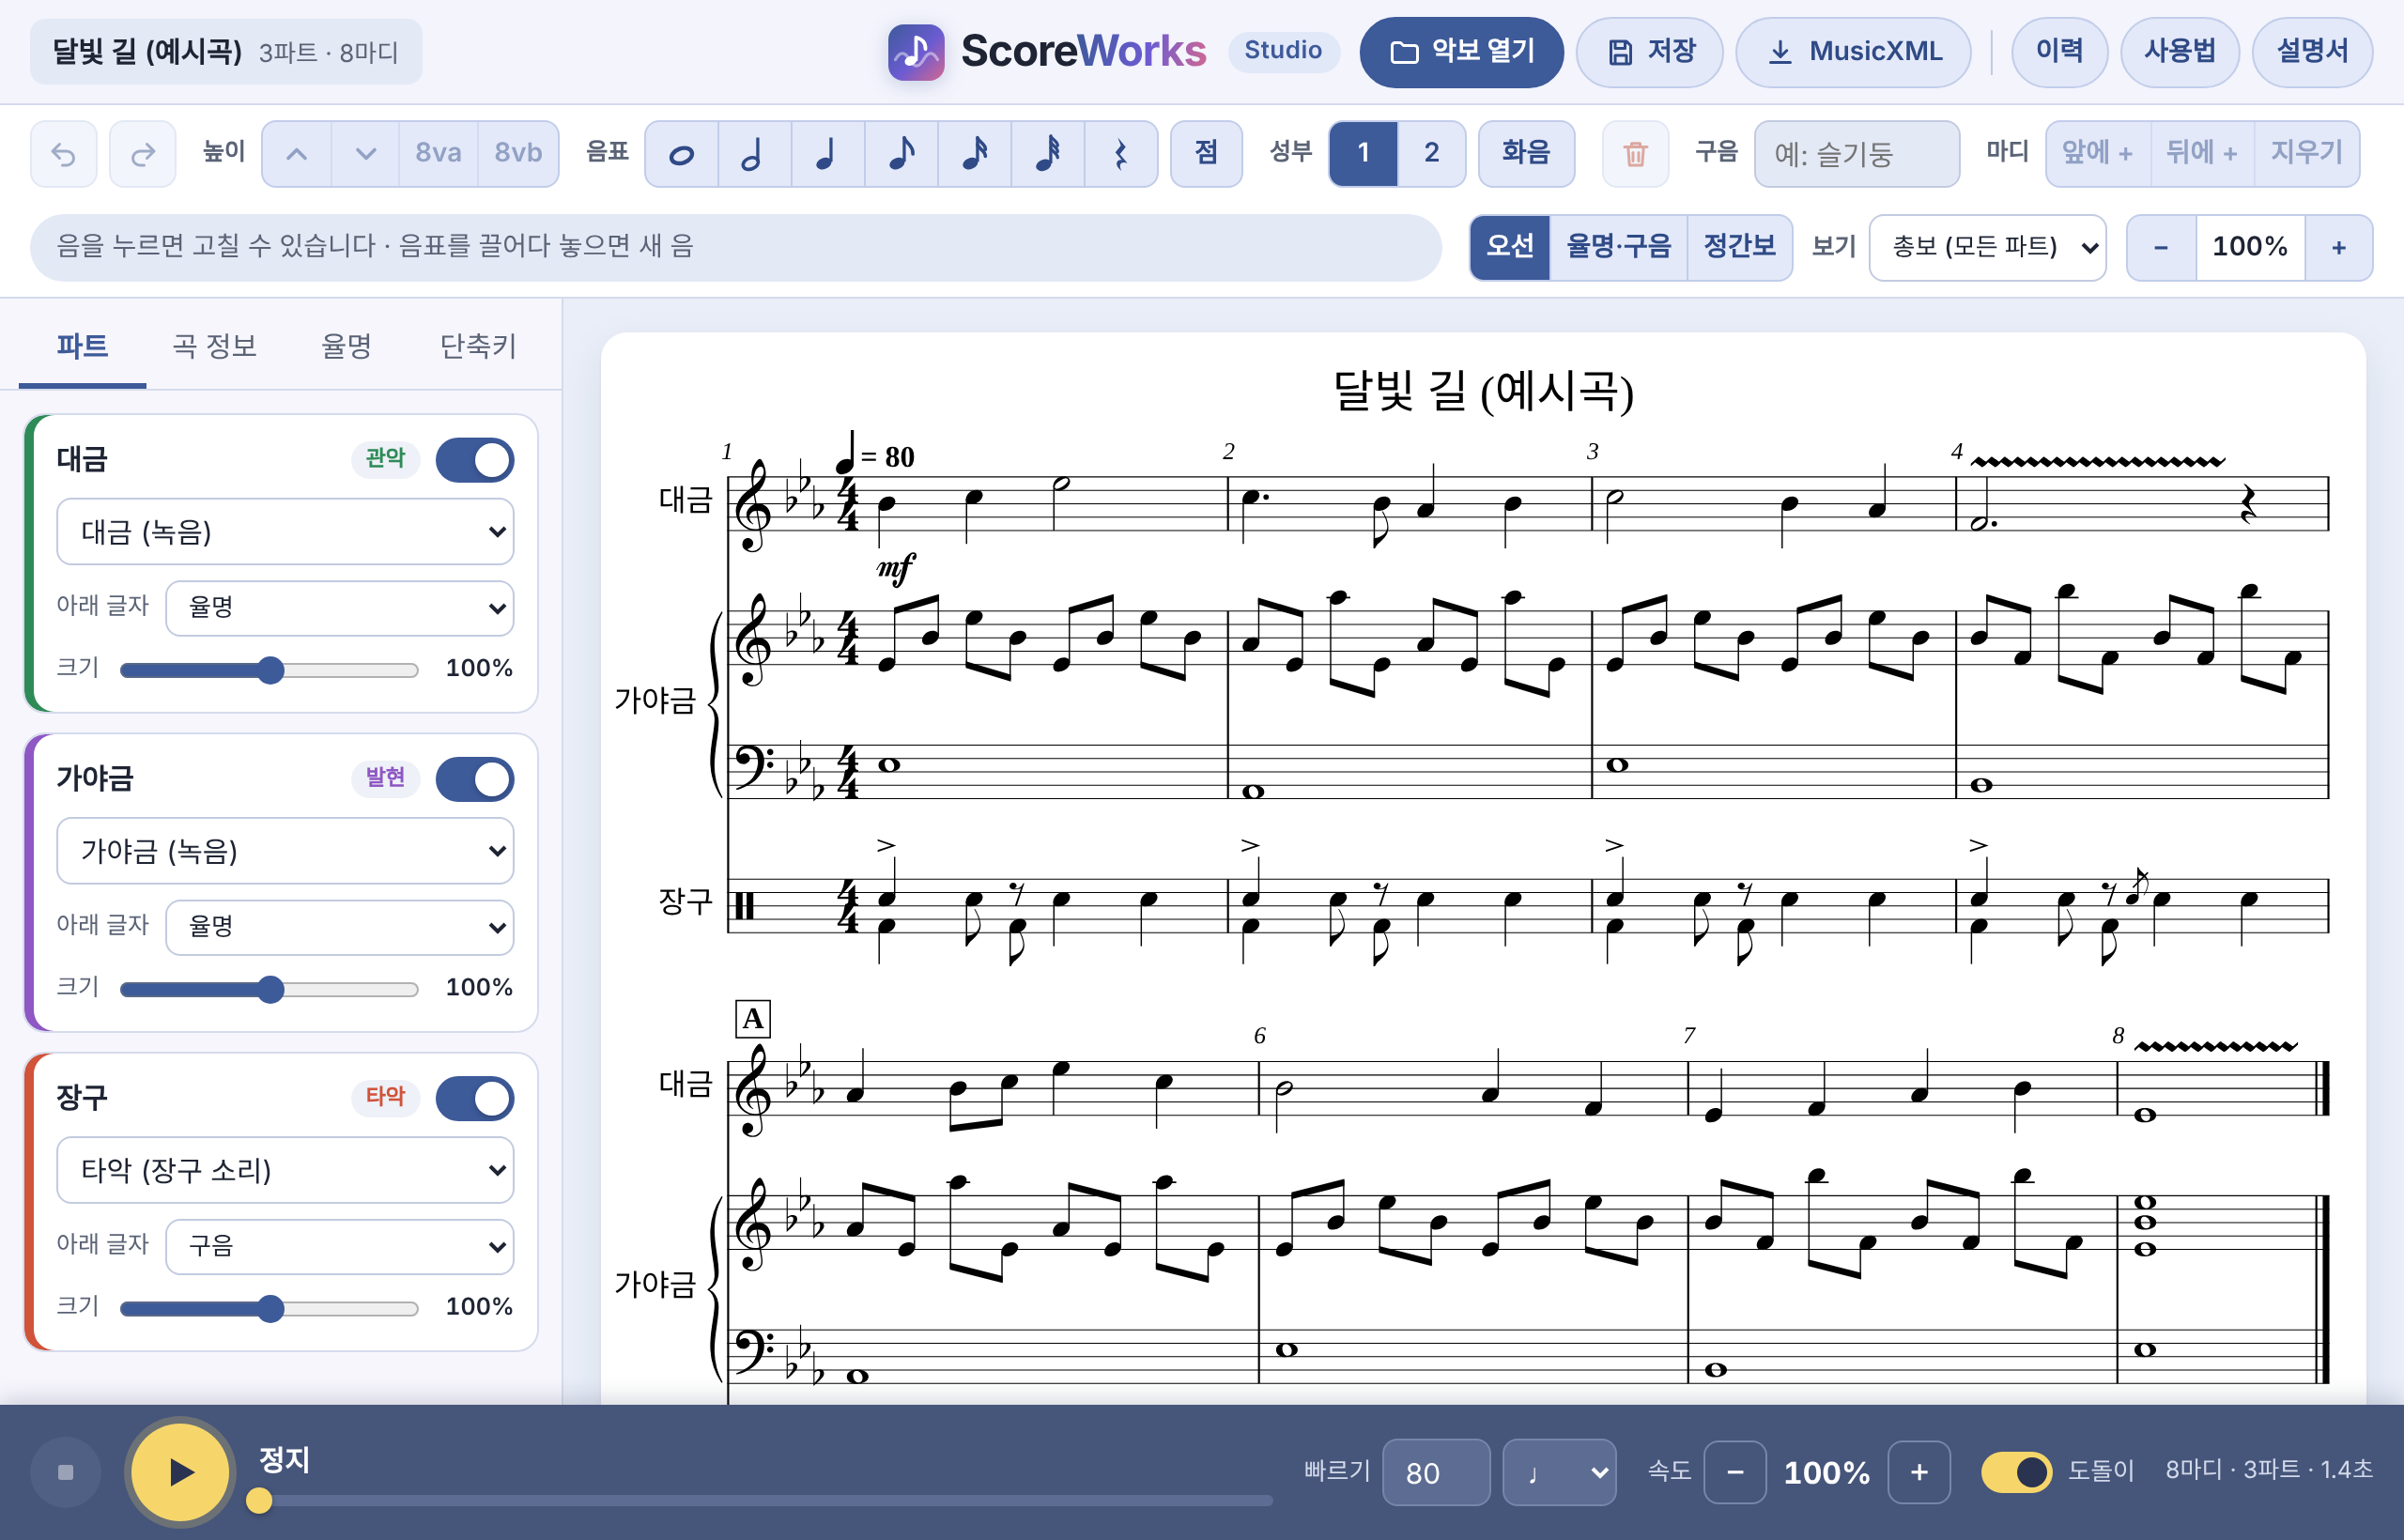 달빛 길 (예시곡) 3파트 · 8마디
ScoreWorks Studio 악보 열기 저장 MusicXML 이력 사용법 설명서
높이 8va 8vb 음표 점 성부 1 2 화음 구음 예: 슬기둥 마디 앞에 + 뒤에 + 지우기
음을 누르면 고칠 수 있습니다 · 음표를 끌어다 놓으면 새 음 오선 율명·구음 정간보 보기 총보 (모든 파트) − 100% +
파트 곡 정보 율명 단축키
대금 관악
대금 (녹음)
아래 글자 율명
크기 100%
가야금 발현
가야금 (녹음)
아래 글자 율명
크기 100%
장구 타악
타악 (장구 소리)
아래 글자 구음
크기 100%
달빛 길 (예시곡)
1 = 80 2 3 4
대금
mf
가야금
장구
A 6 7 8
대금
가야금
정지
빠르기 80 ♩ 속도 − 100% + 도돌이 8마디 · 3파트 · 1.4초